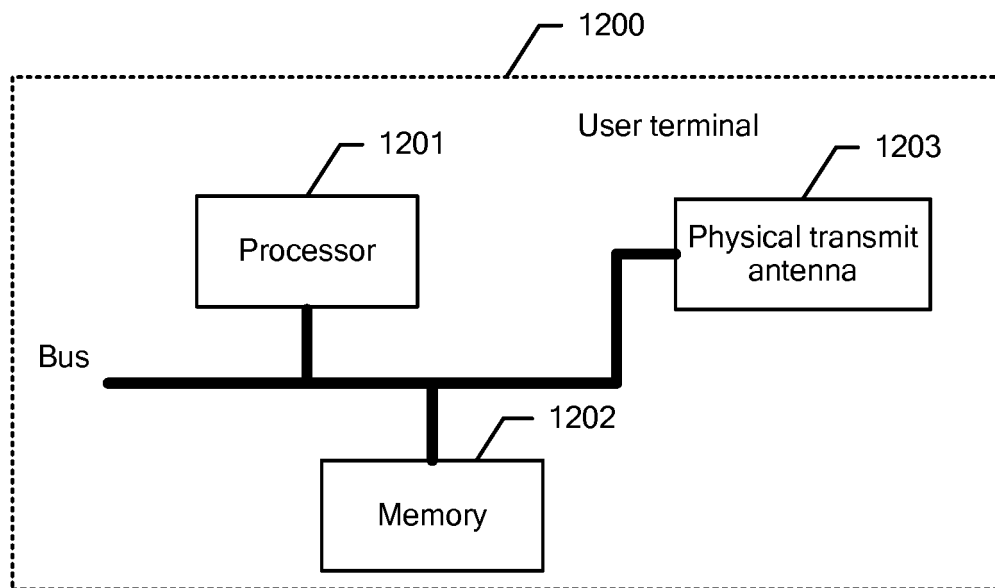 1200
User terminal
1201
1203
Processor
Physical transmit
antenna
Bus
1202
Memory